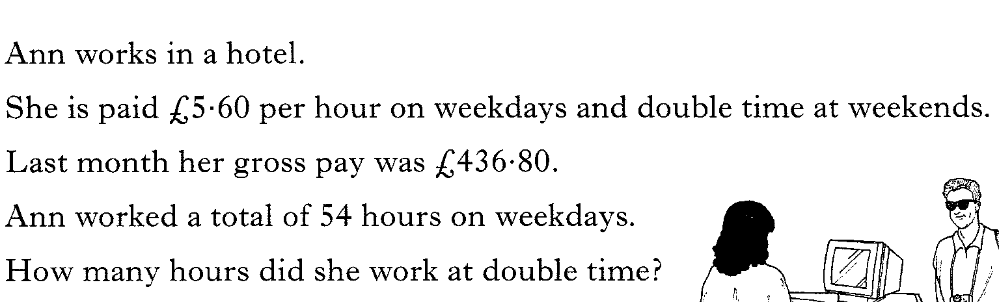 Ann works in a hotel.
She is paid £5·60 per hour on weekdays and double time at weekends.
Last month her gross pay was £436·80.
Ann worked a total of 54 hours on weekdays.
How many hours did she work at double time?